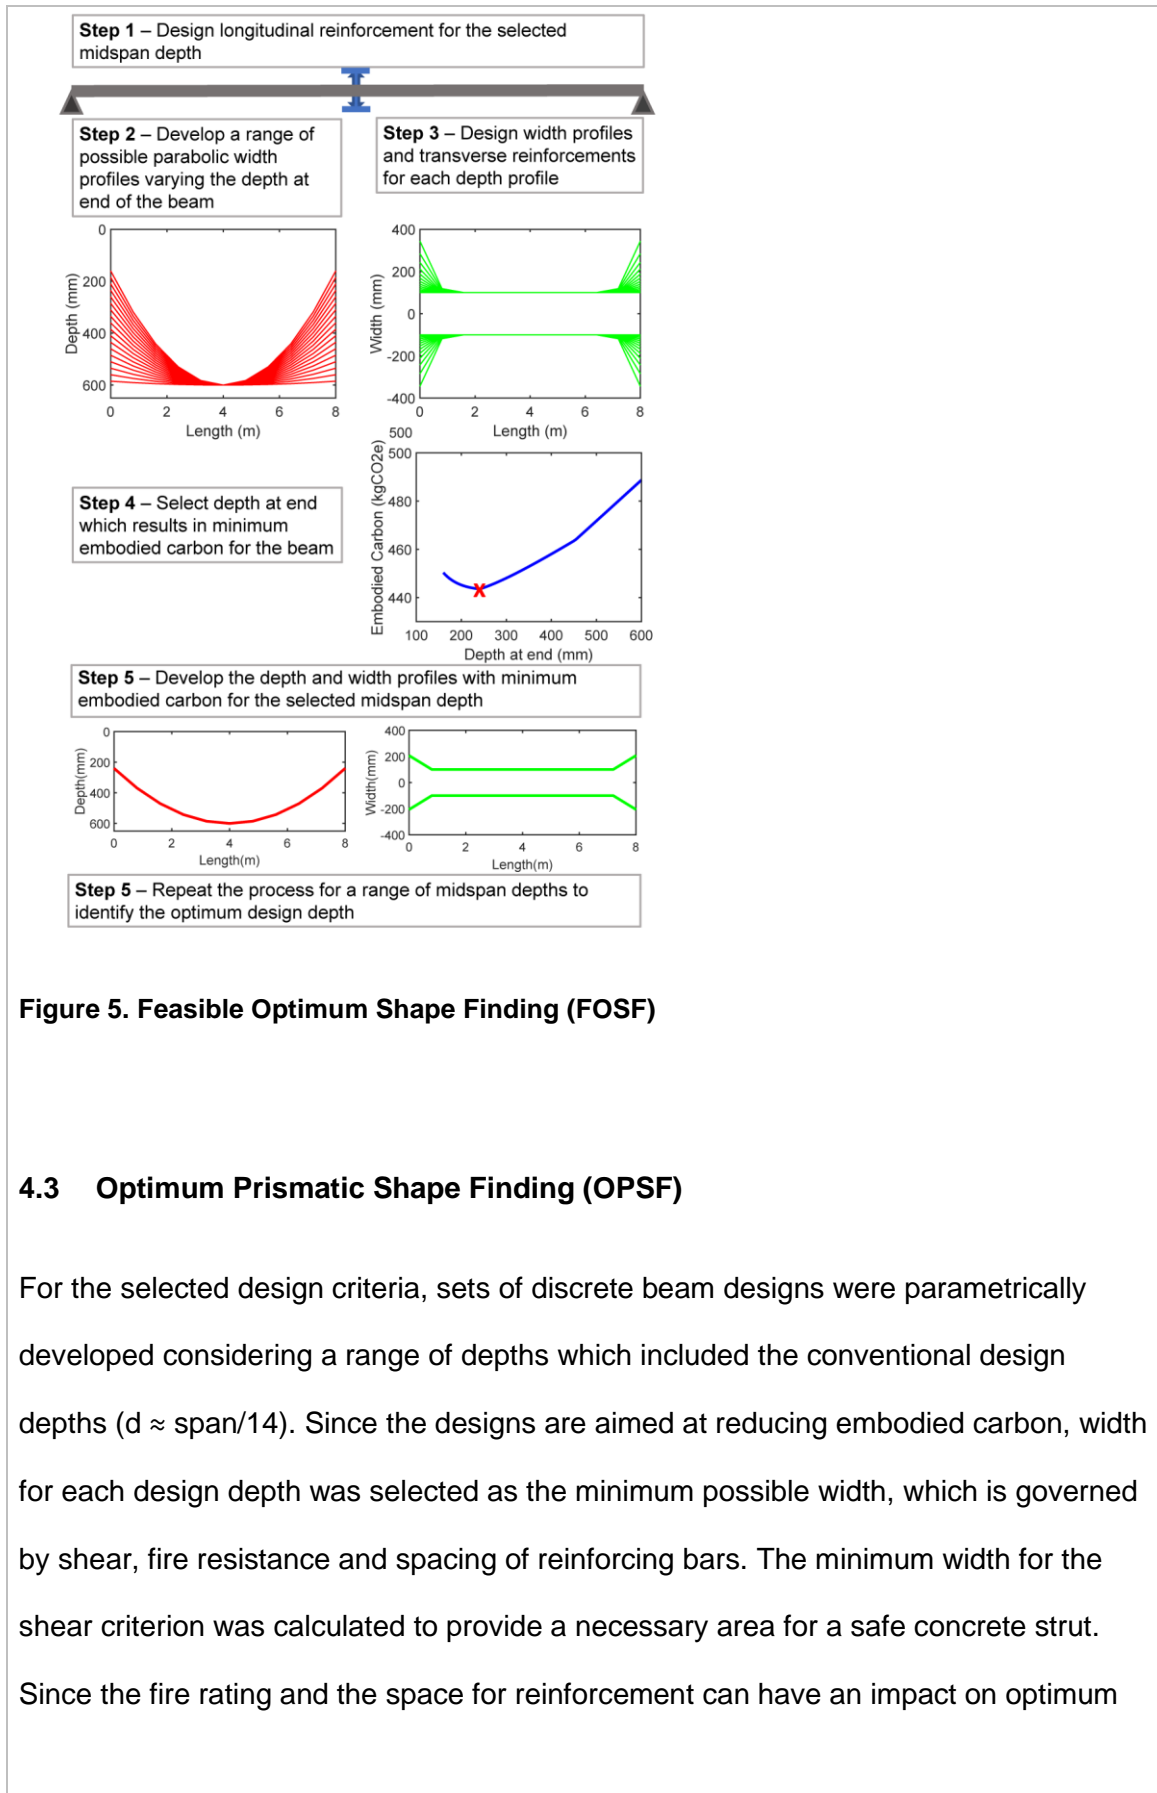 Step 1 – Design longitudinal reinforcement for the selected
midspan depth
Step 2 – Develop a range of
possible parabolic width
profiles varying the depth at
end of the beam
Step 3 – Design width profiles
and transverse reinforcements
for each depth profile
0
200
400
600
Depth (mm)
0 2 4 6 8
Length (m)
400
200
0
-200
-400
Width (mm)
0 2 4 6 8
Length (m)
500
Step 4 – Select depth at end
which results in minimum
embodied carbon for the beam
500
480
460
440
Embodied Carbon (kgCO2e)
X
100 200 300 400 500 600
Depth at end (mm)
Step 5 – Develop the depth and width profiles with minimum
embodied carbon for the selected midspan depth
0
200
400
600
Depth(mm)
0 2 4 6 8
Length(m)
400
200
0
-200
-400
Width(mm)
0 2 4 6 8
Length(m)
Step 5 – Repeat the process for a range of midspan depths to
identify the optimum design depth
Figure 5. Feasible Optimum Shape Finding (FOSF)
4.3 Optimum Prismatic Shape Finding (OPSF)
For the selected design criteria, sets of discrete beam designs were parametrically
developed considering a range of depths which included the conventional design
depths (d ≈ span/14). Since the designs are aimed at reducing embodied carbon, width
for each design depth was selected as the minimum possible width, which is governed
by shear, fire resistance and spacing of reinforcing bars. The minimum width for the
shear criterion was calculated to provide a necessary area for a safe concrete strut.
Since the fire rating and the space for reinforcement can have an impact on optimum